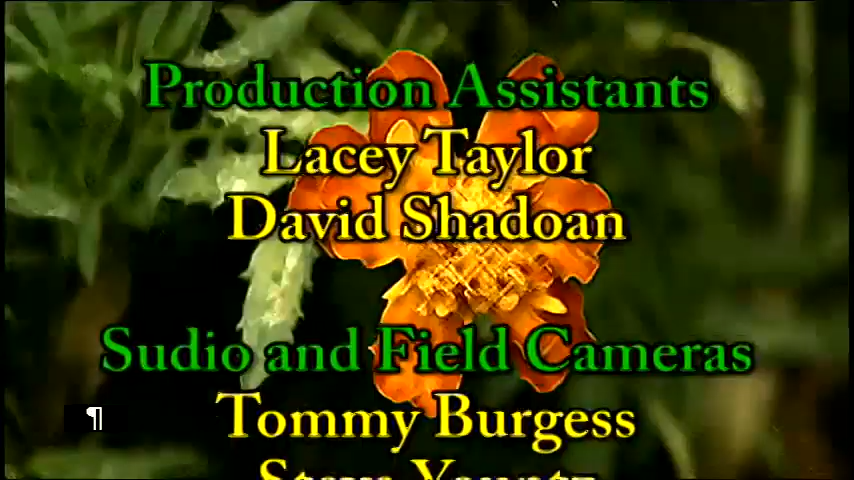 Production Assistants
Lacey Taylor
David Shadoan
Sudio and Field Cameras
Tommy Burgess
¶